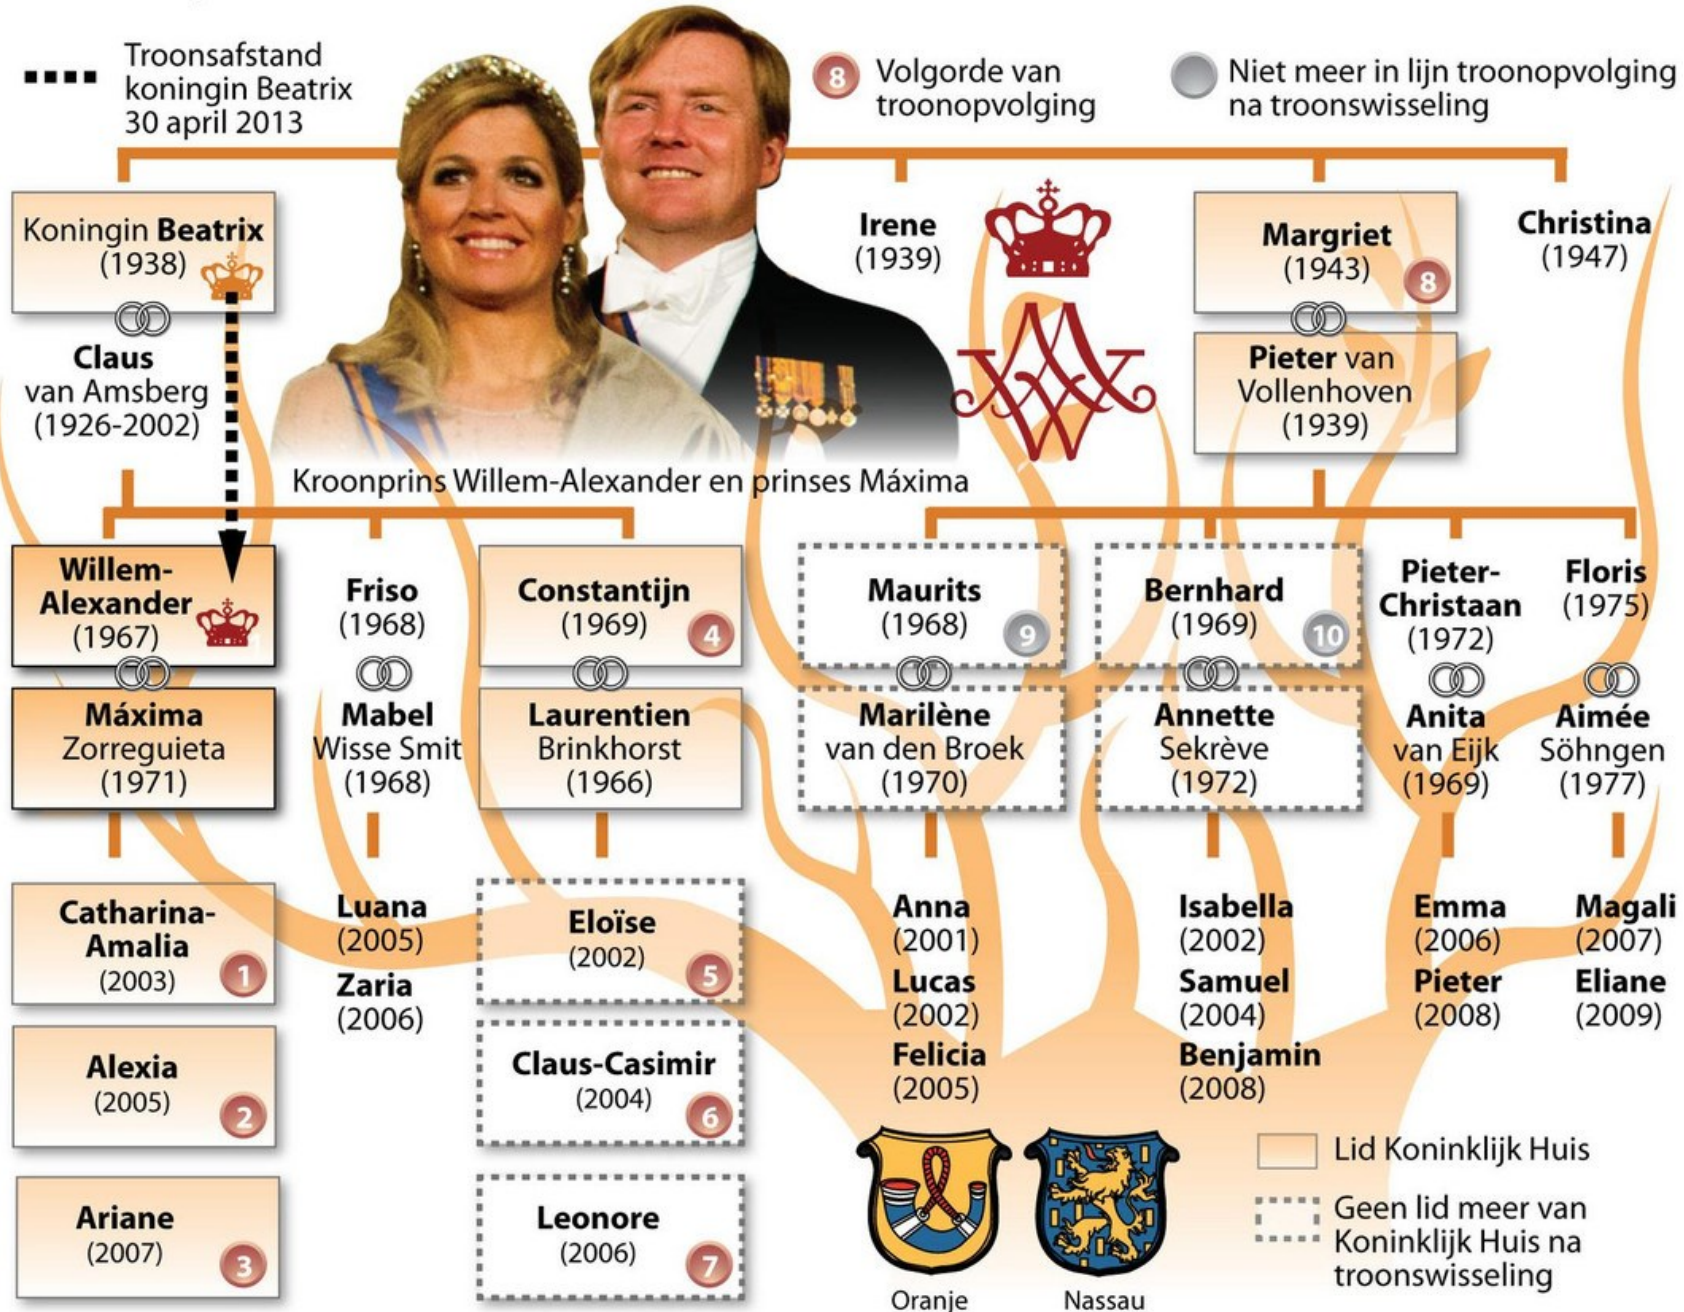 Troonsafstand
koningin Beatrix
30 april 2013
8
Volgorde van
troonopvolging
Niet meer in lijn troonopvolging
na troonswisseling
Koningin Beatrix
(1938)
Claus
van Amsberg
(1926-2002)
Kroonprins Willem-Alexander en prinses Máxima
Irene
(1939)
Margriet
(1943)
8
Pieter van
Vollenhoven
(1939)
Christina
(1947)
Willem-
Alexander
(1967)
1
Máxima
Zorreguieta
(1971)
Friso
(1968)
Mabel
Wisse Smit
(1968)
Constantijn
(1969)
4
Laurentien
Brinkhorst
(1966)
Maurits
(1968)
9
Marilène
van den Broek
(1970)
Bernhard
(1969)
10
Annette
Sekrève
(1972)
Pieter-
Christaan
(1972)
Anita
van Eijk
(1969)
Floris
(1975)
Aimée
Söhngen
(1977)
Catharina-
Amalia
(2003)
1
Alexia
(2005)
2
Ariane
(2007)
3
Luana
(2005)
Zaria
(2006)
Eloïse
(2002)
5
Claus-Casimir
(2004)
6
Leonore
(2006)
7
Anna
(2001)
Lucas
(2002)
Felicia
(2005)
Isabella
(2002)
Samuel
(2004)
Benjamin
(2008)
Emma
(2006)
Pieter
(2008)
Magali
(2007)
Eliane
(2009)
Oranje
Nassau
Lid Koninklijk Huis
Geen lid meer van
Koninklijk Huis na
troonswisseling